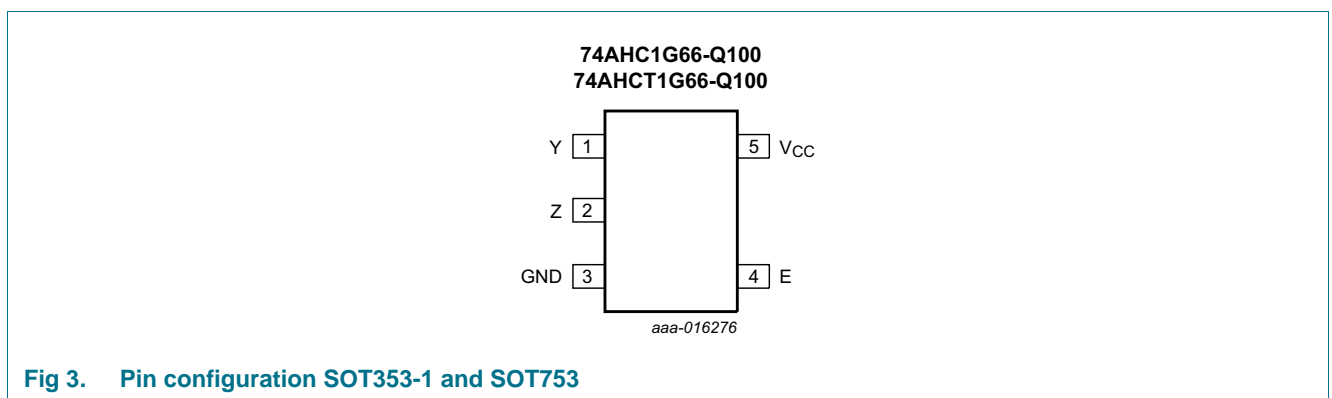 74AHC1G66-Q100
74AHCT1G66-Q100
Y 1 5 VCC
Z 2
GND 3 4 E
aaa-016276
Fig 3. Pin configuration SOT353-1 and SOT753